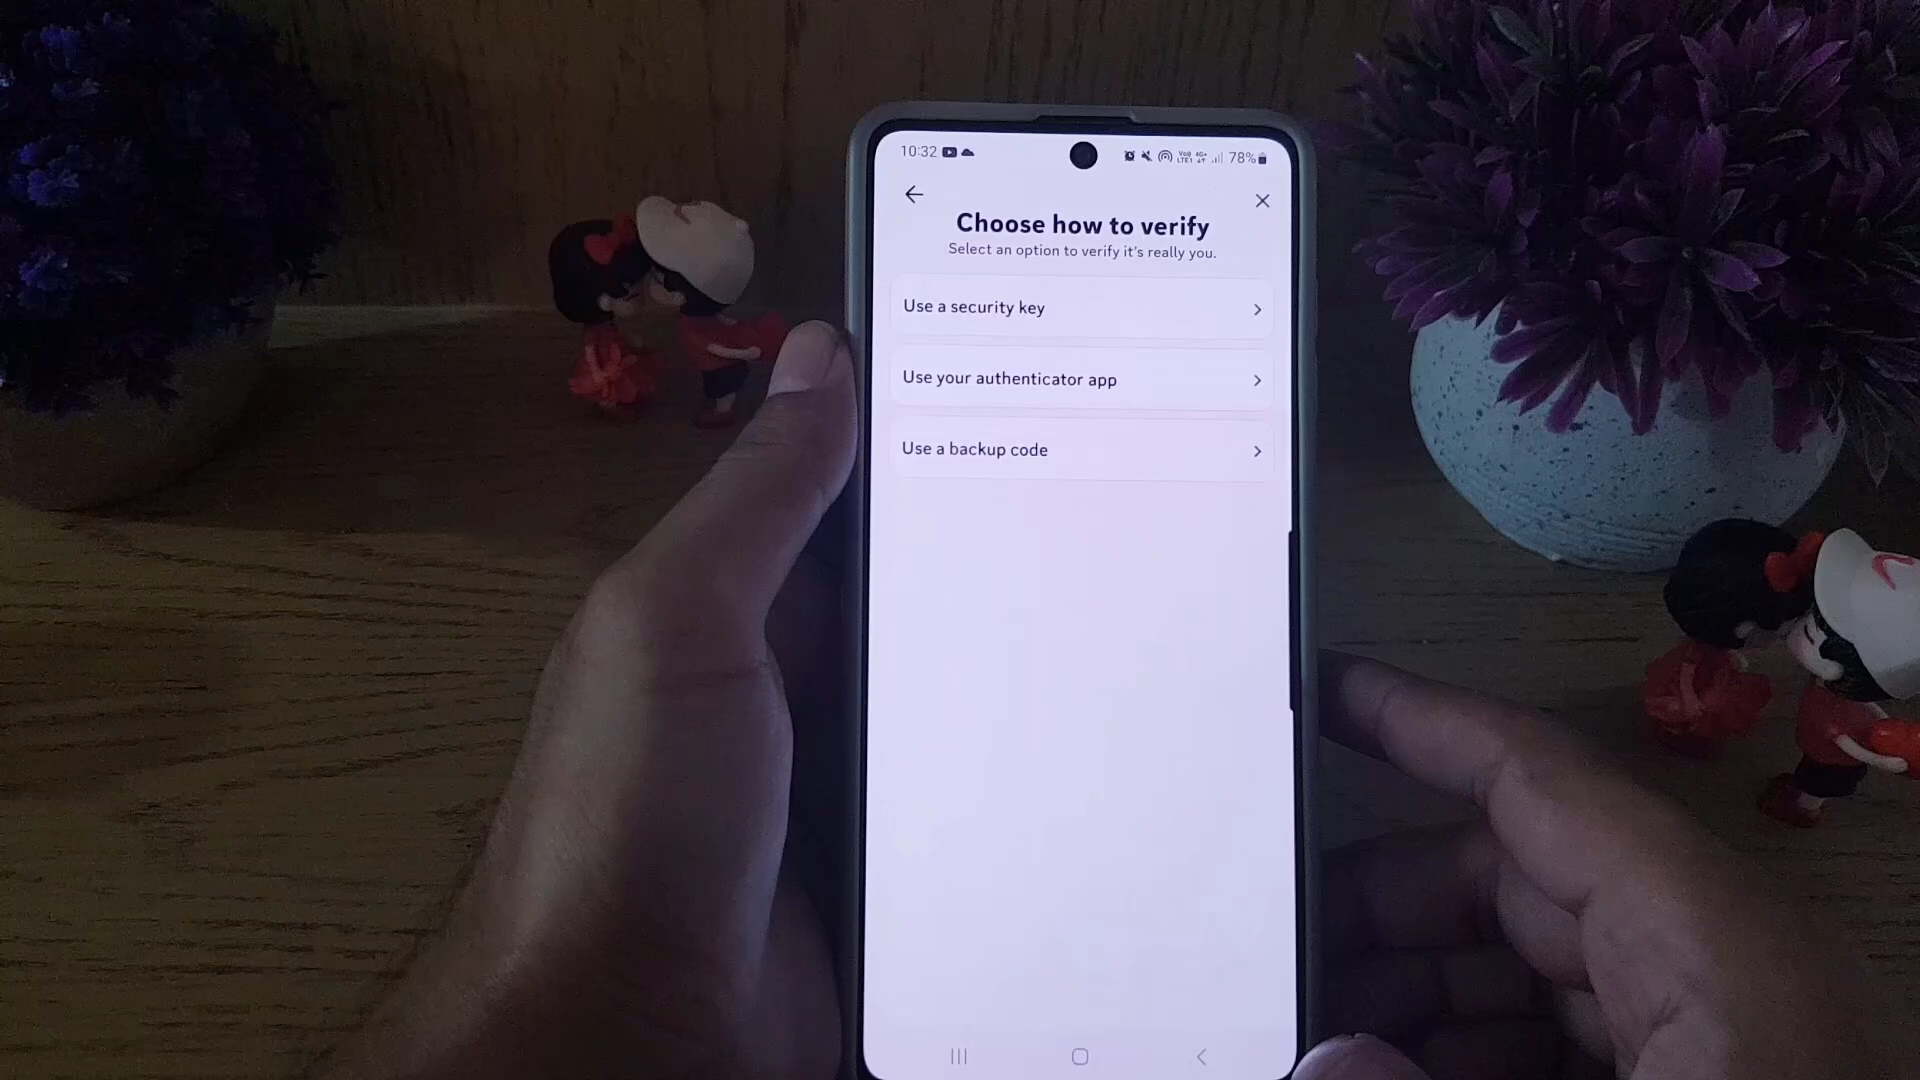 10:32
78%
Choose how to verify
Select an option to verify it's really you.
Use a security key
Use your authenticator app
Use a backup code